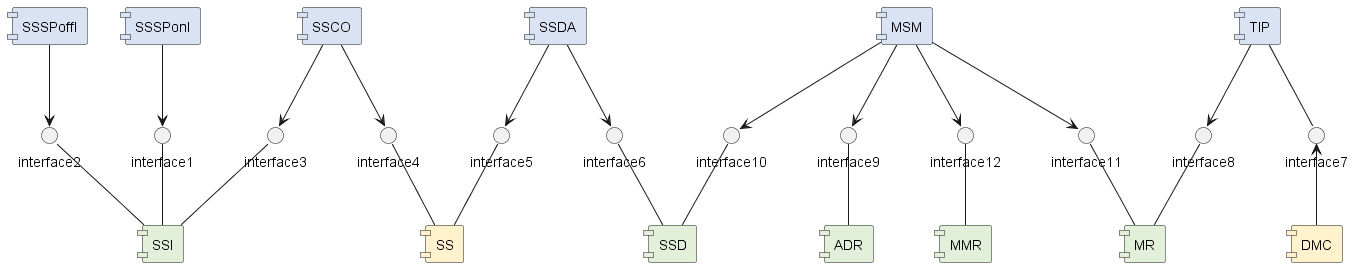 SSSPoffl
SSSPonl
SSCO
SSDA
MSM
TIP
interface2
interface1
interface3
interface4
interface5
interface6
interface10
interface9
interface12
interface11
interface8
interface7
SSI
SS
SSD
ADR
MMR
MR
DMC